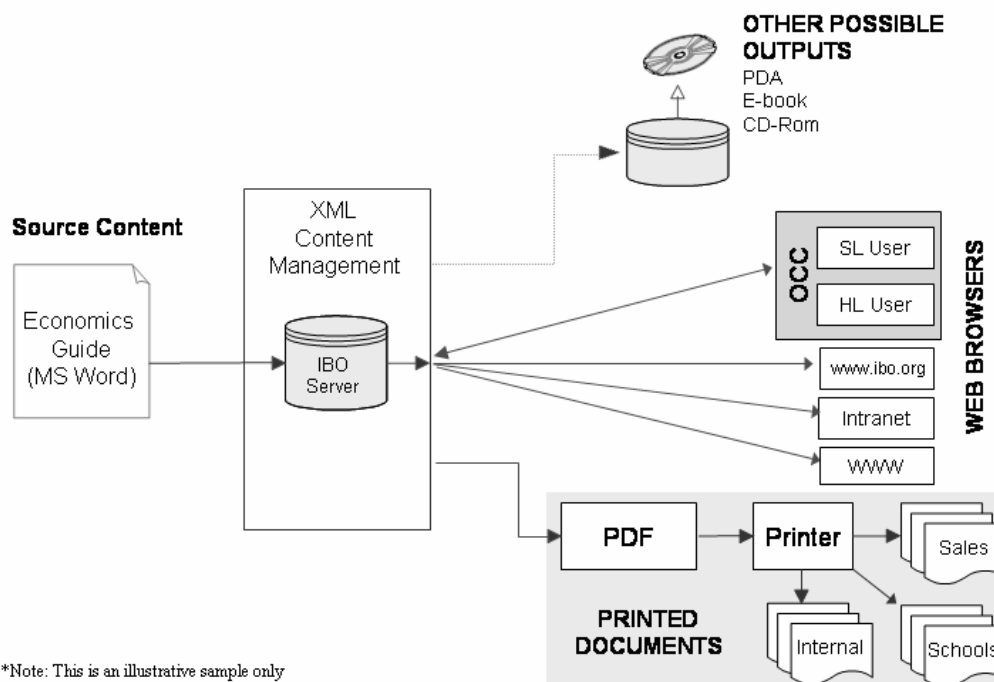 OTHER POSSIBLE
OUTPUTS
PDA
E-book
CD-Rom
Source Content
Economics
Guide
(MS Word)
XML
Content
Management
IBO
Server
OCC
SL User
HL User
www.ibo.org
Intranet
WWW
WEB BROWSERS
PDF
Printer
Sales
PRINTED
DOCUMENTS
Internal
Schools
*Note: This is an illustrative sample only